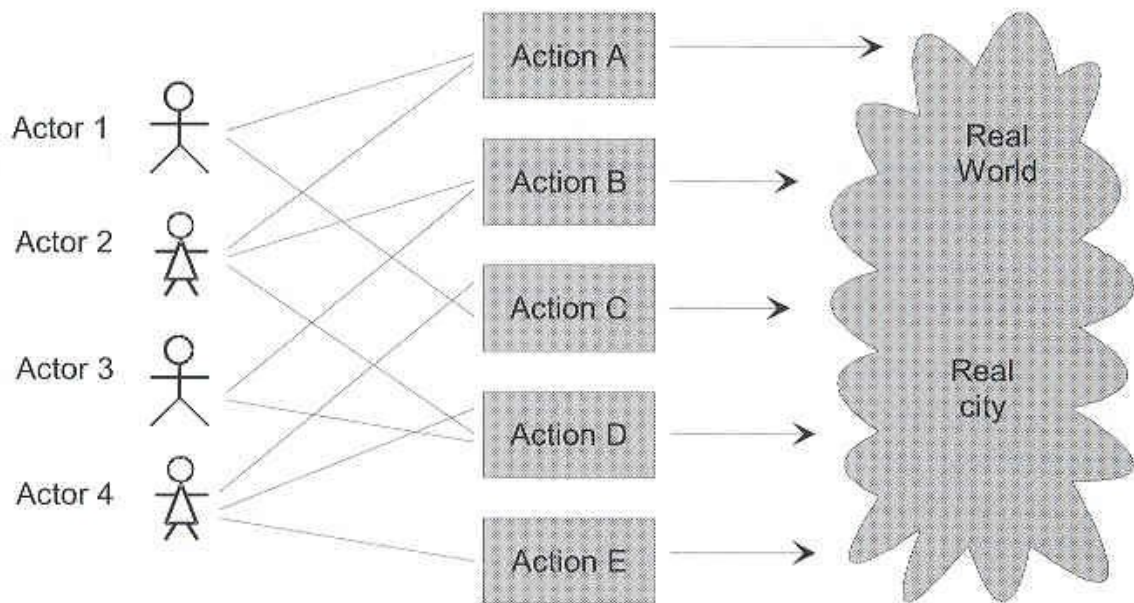 Actor 1
Actor 2
Actor 3
Actor 4
Action A
Action B
Action C
Action D
Action E
Real
World
Real
city